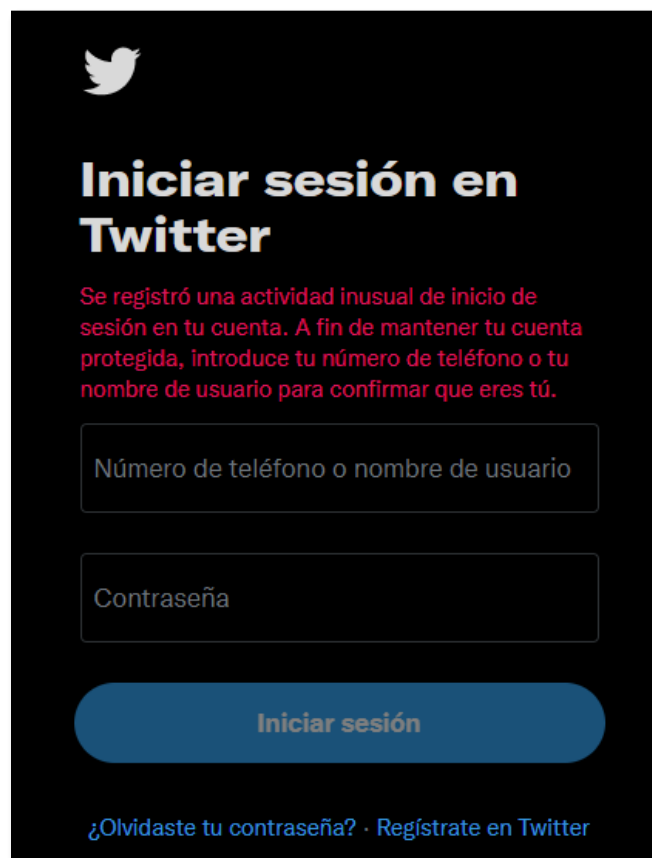 Iniciar sesión en
Twitter
Se registró una actividad inusual de inicio de
sesión en tu cuenta. A fin de mantener tu cuenta
protegida, introduce tu número de teléfono o tu
nombre de usuario para confirmar que eres tú.
Número de teléfono o nombre de usuario
Contraseña
Iniciar sesión
¿Olvidaste tu contraseña? · Regístrate en Twitter